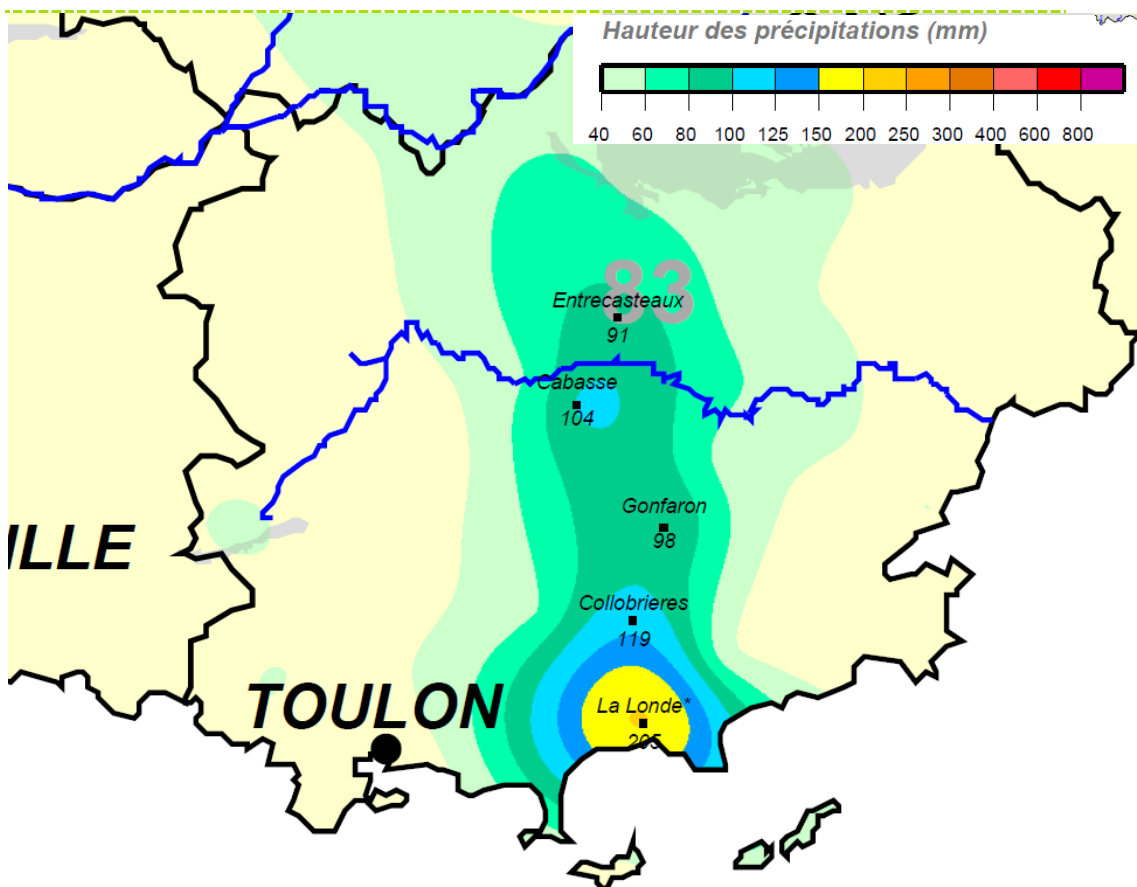 Hauteur des précipitations (mm)
40 60 80 100 125 150 200 250 300 400 600 800
83
Entrecasteaux
91
Cabasse
104
Gonfaron
98
ILLE
Collobrieres
119
TOULON
La Londe*
205